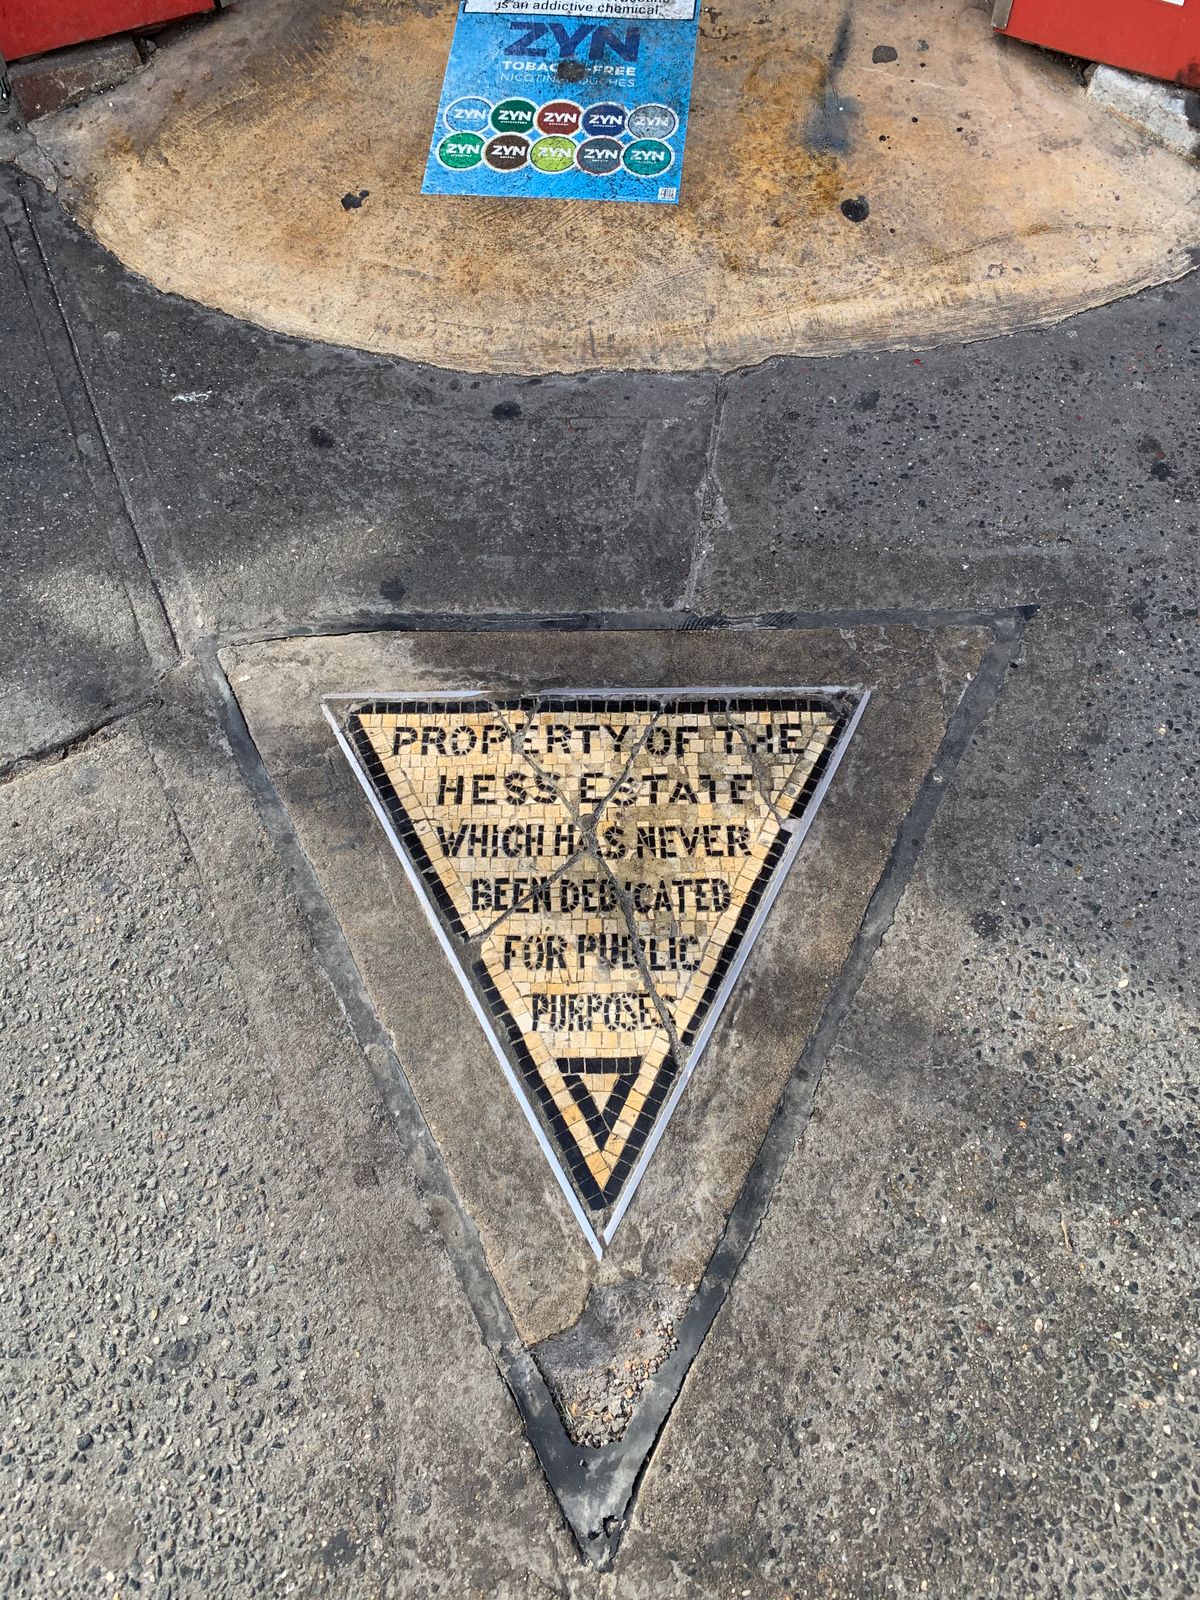 is an addictive chemical
ZYN
TOBACCO-FREE
NICOTINE POUCHES
ZYN ZYN ZYN ZYN ZYN
ZYN ZYN ZYN ZYN ZYN
PROPERTY OF THE
HESS ESTATE
WHICH HAS NEVER
BEEN DEDICATED
FOR PUBLIC
PURPOSES